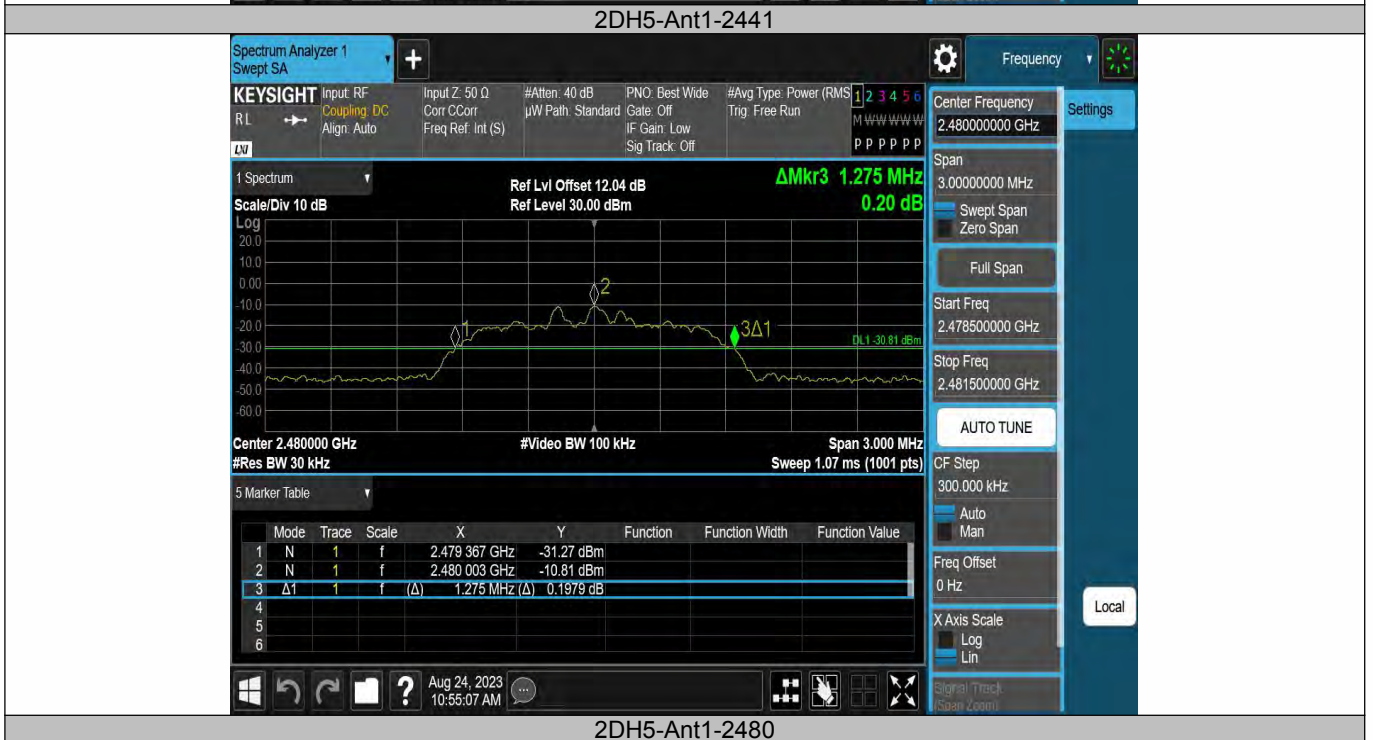 2DH5-Ant1-2441
Spectrum Analyzer 1
Swept SA
+
Frequency
KEYSIGHT
RL
LXI
Input: RF
Coupling: DC
Align: Auto
Input Z: 50 Ω
Corr CCorr
Freq Ref: Int (S)
#Atten: 40 dB
µW Path: Standard
PNO: Best Wide
Gate: Off
IF Gain: Low
Sig Track: Off
#Avg Type: Power (RMS
Trig: Free Run
1 2 3 4 5 6
M W W W W W
P P P P P P
Center Frequency
2.480000000 GHz
Settings
Span
3.00000000 MHz
Swept Span
Zero Span
Full Span
Start Freq
2.478500000 GHz
Stop Freq
2.481500000 GHz
AUTO TUNE
CF Step
300.000 kHz
Auto
Man
Freq Offset
0 Hz
X Axis Scale
Log
Lin
Signal Track
(Span Zoom)
Local
1 Spectrum
Scale/Div 10 dB
Ref Lvl Offset 12.04 dB
Ref Level 30.00 dBm
ΔMkr3 1.275 MHz
0.20 dB
Log
20.0
10.0
0.00
-10.0
-20.0
-30.0
-40.0
-50.0
-60.0
1
2
3Δ1
DL1 -30.81 dBm
Center 2.480000 GHz
#Res BW 30 kHz
#Video BW 100 kHz
Span 3.000 MHz
Sweep 1.07 ms (1001 pts)
5 Marker Table
Mode Trace Scale X Y Function Function Width Function Value
1 N 1 f 2.479 367 GHz -31.27 dBm
2 N 1 f 2.480 003 GHz -10.81 dBm
3 Δ1 1 f (Δ) 1.275 MHz (Δ) 0.1979 dB
4
5
6
?
Aug 24, 2023
10:55:07 AM
2DH5-Ant1-2480